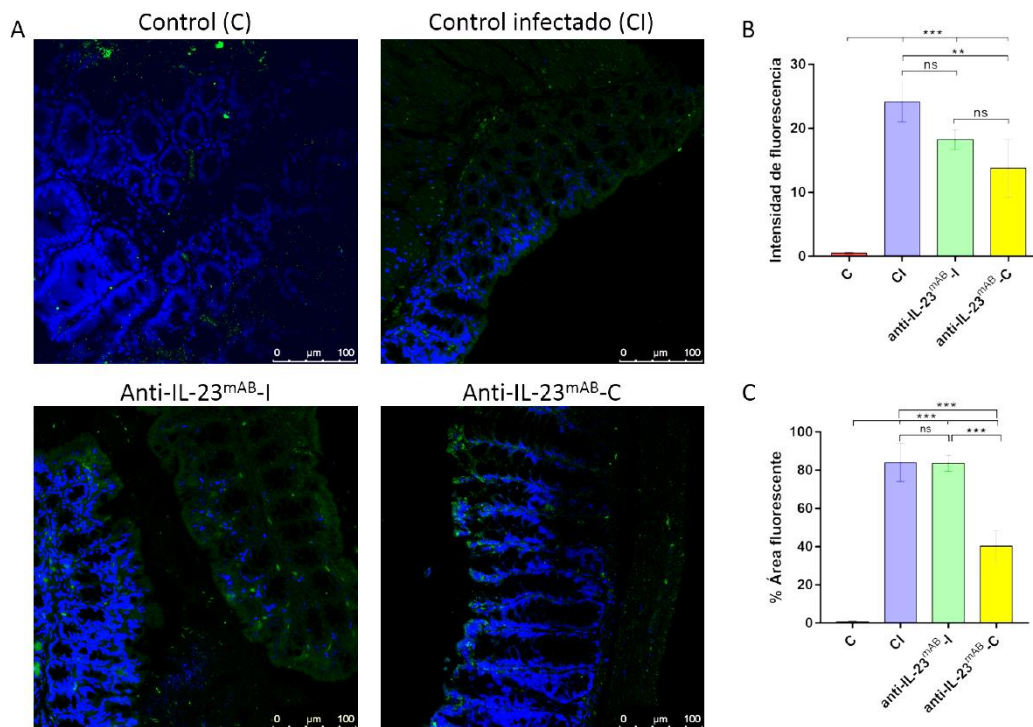 A
Control (C)
Control infectado (CI)
0 µm 100
0 µm 100
Anti-IL-23mAB-I
Anti-IL-23mAB-C
0 µm 100
0 µm 100
B
***
**
ns
ns
Intensidad de fluorescencia
30
20
10
0
C
CI
anti-IL-23mAB-I
anti-IL-23mAB-C
C
***
***
ns
***
% Área fluorescente
100
80
60
40
20
0
C
CI
anti-IL-23mAB-I
anti-IL-23mAB-C